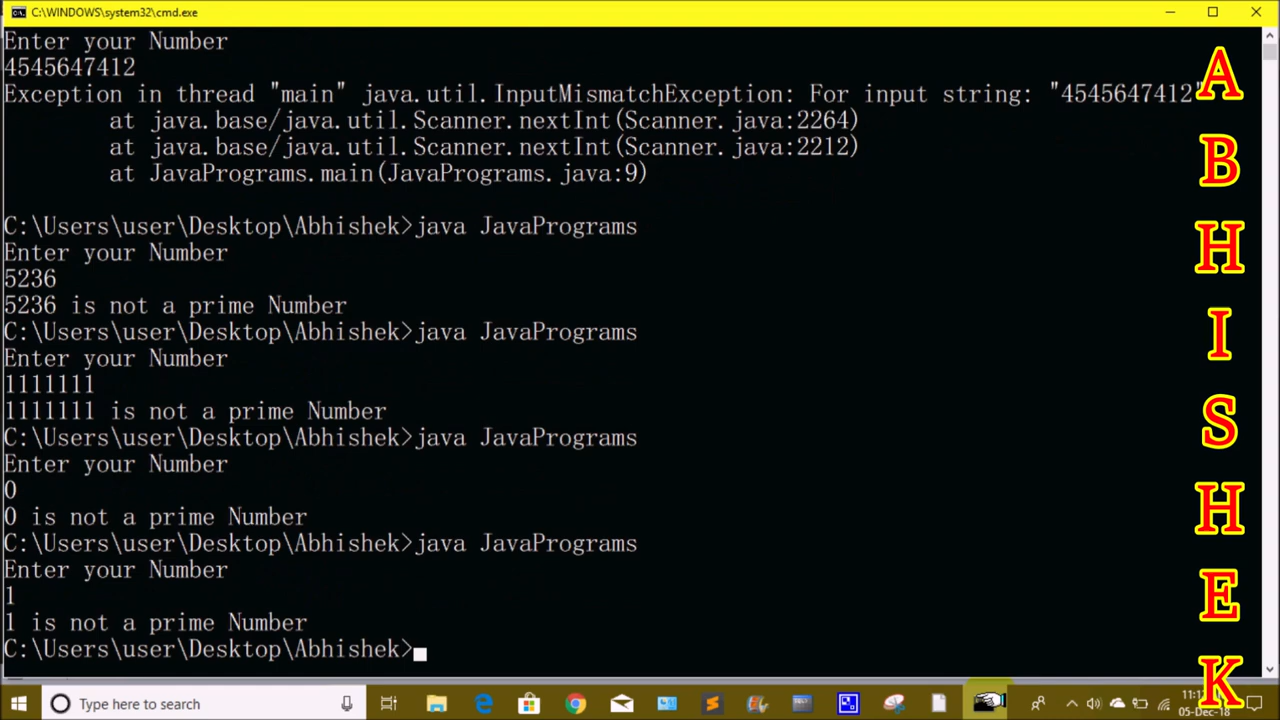 C:\WINDOWS\system32\cmd.exe
Enter your Number
4545647412
Exception in thread "main" java.util.InputMismatchException: For input string: "4545647412"
at java.base/java.util.Scanner.nextInt(Scanner.java:2264)
at java.base/java.util.Scanner.nextInt(Scanner.java:2212)
at JavaPrograms.main(JavaPrograms.java:9)
C:\Users\user\Desktop\Abhishek>java JavaPrograms
Enter your Number
5236
5236 is not a prime Number
C:\Users\user\Desktop\Abhishek>java JavaPrograms
Enter your Number
1111111
1111111 is not a prime Number
C:\Users\user\Desktop\Abhishek>java JavaPrograms
Enter your Number
0
0 is not a prime Number
C:\Users\user\Desktop\Abhishek>java JavaPrograms
Enter your Number
1
1 is not a prime Number
C:\Users\user\Desktop\Abhishek>
A
B
H
I
S
H
E
K
Type here to search
05-Dec-18